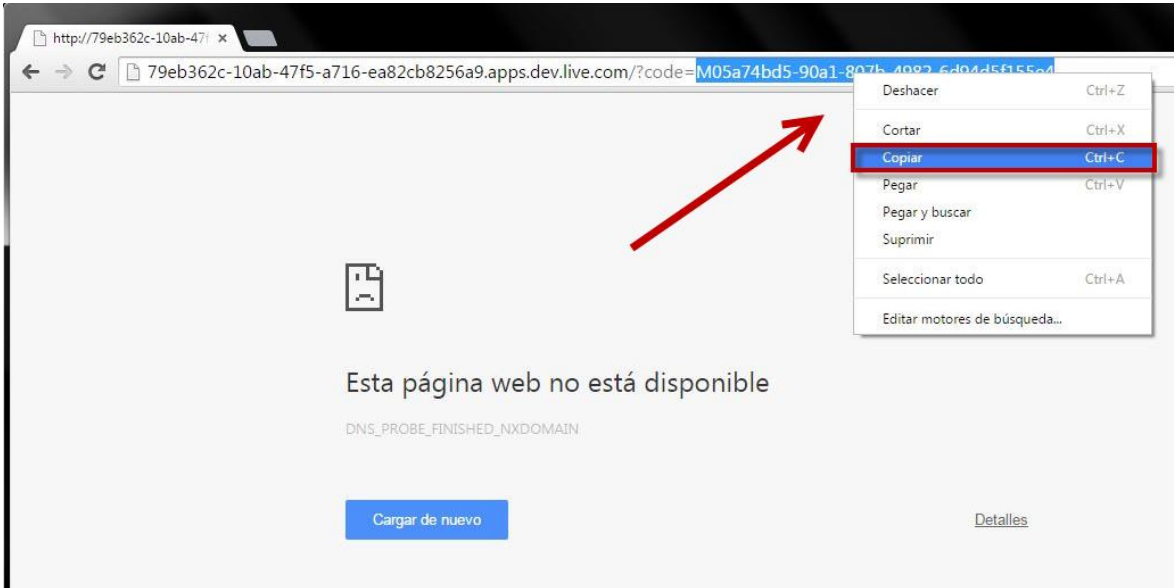 http://79eb362c-10ab-47f
79eb362c-10ab-47f5-a716-ea82cb8256a9.apps.dev.live.com/?code=M05a74bd5-90a1-807b-4982-6d94d5f155e4
Deshacer Ctrl+Z
Cortar Ctrl+X
Copiar Ctrl+C
Pegar Ctrl+V
Pegar y buscar
Suprimir
Seleccionar todo Ctrl+A
Editar motores de búsqueda...
Esta página web no está disponible
DNS_PROBE_FINISHED_NXDOMAIN
Cargar de nuevo
Detalles